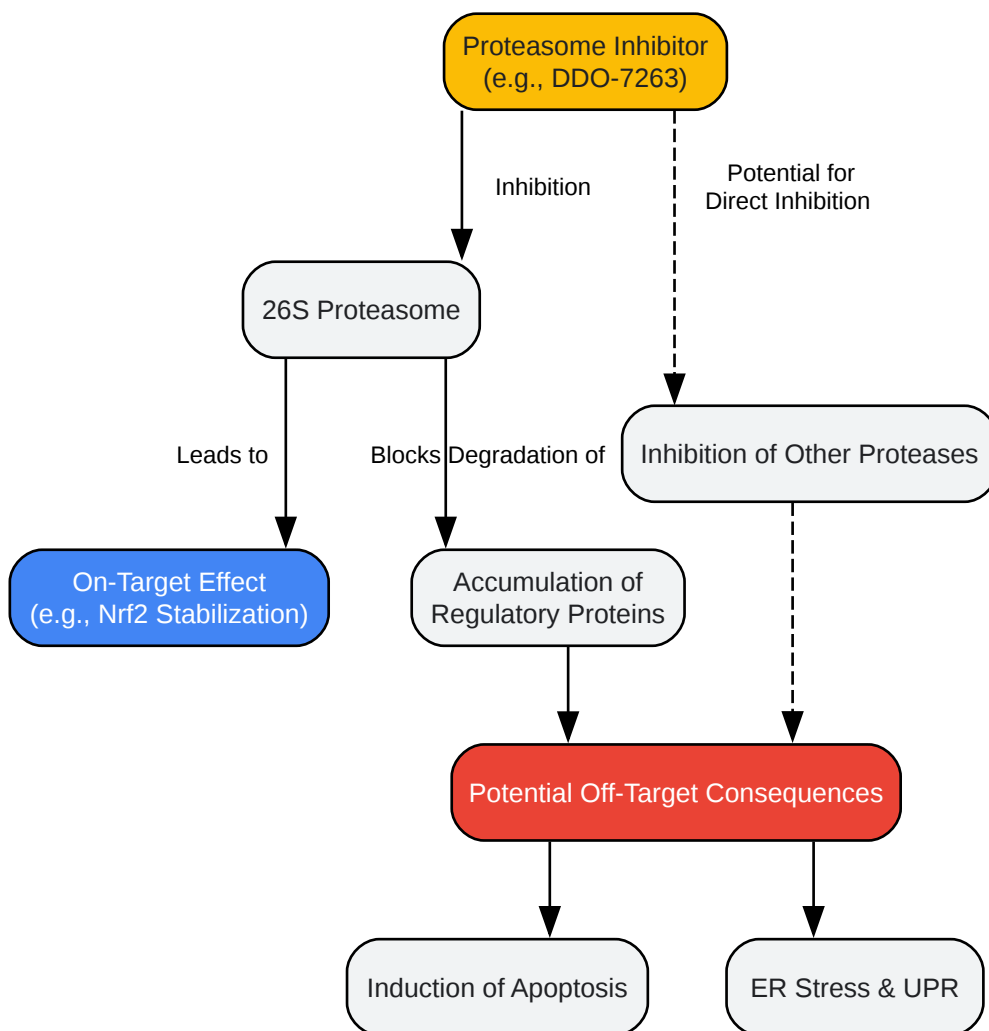 Proteasome Inhibitor
(e.g., DDO-7263)
Inhibition
Potential for
Direct Inhibition
26S Proteasome
Leads to
Blocks Degradation of
Inhibition of Other Proteases
On-Target Effect
(e.g., Nrf2 Stabilization)
Accumulation of
Regulatory Proteins
Potential Off-Target Consequences
Induction of Apoptosis
ER Stress & UPR